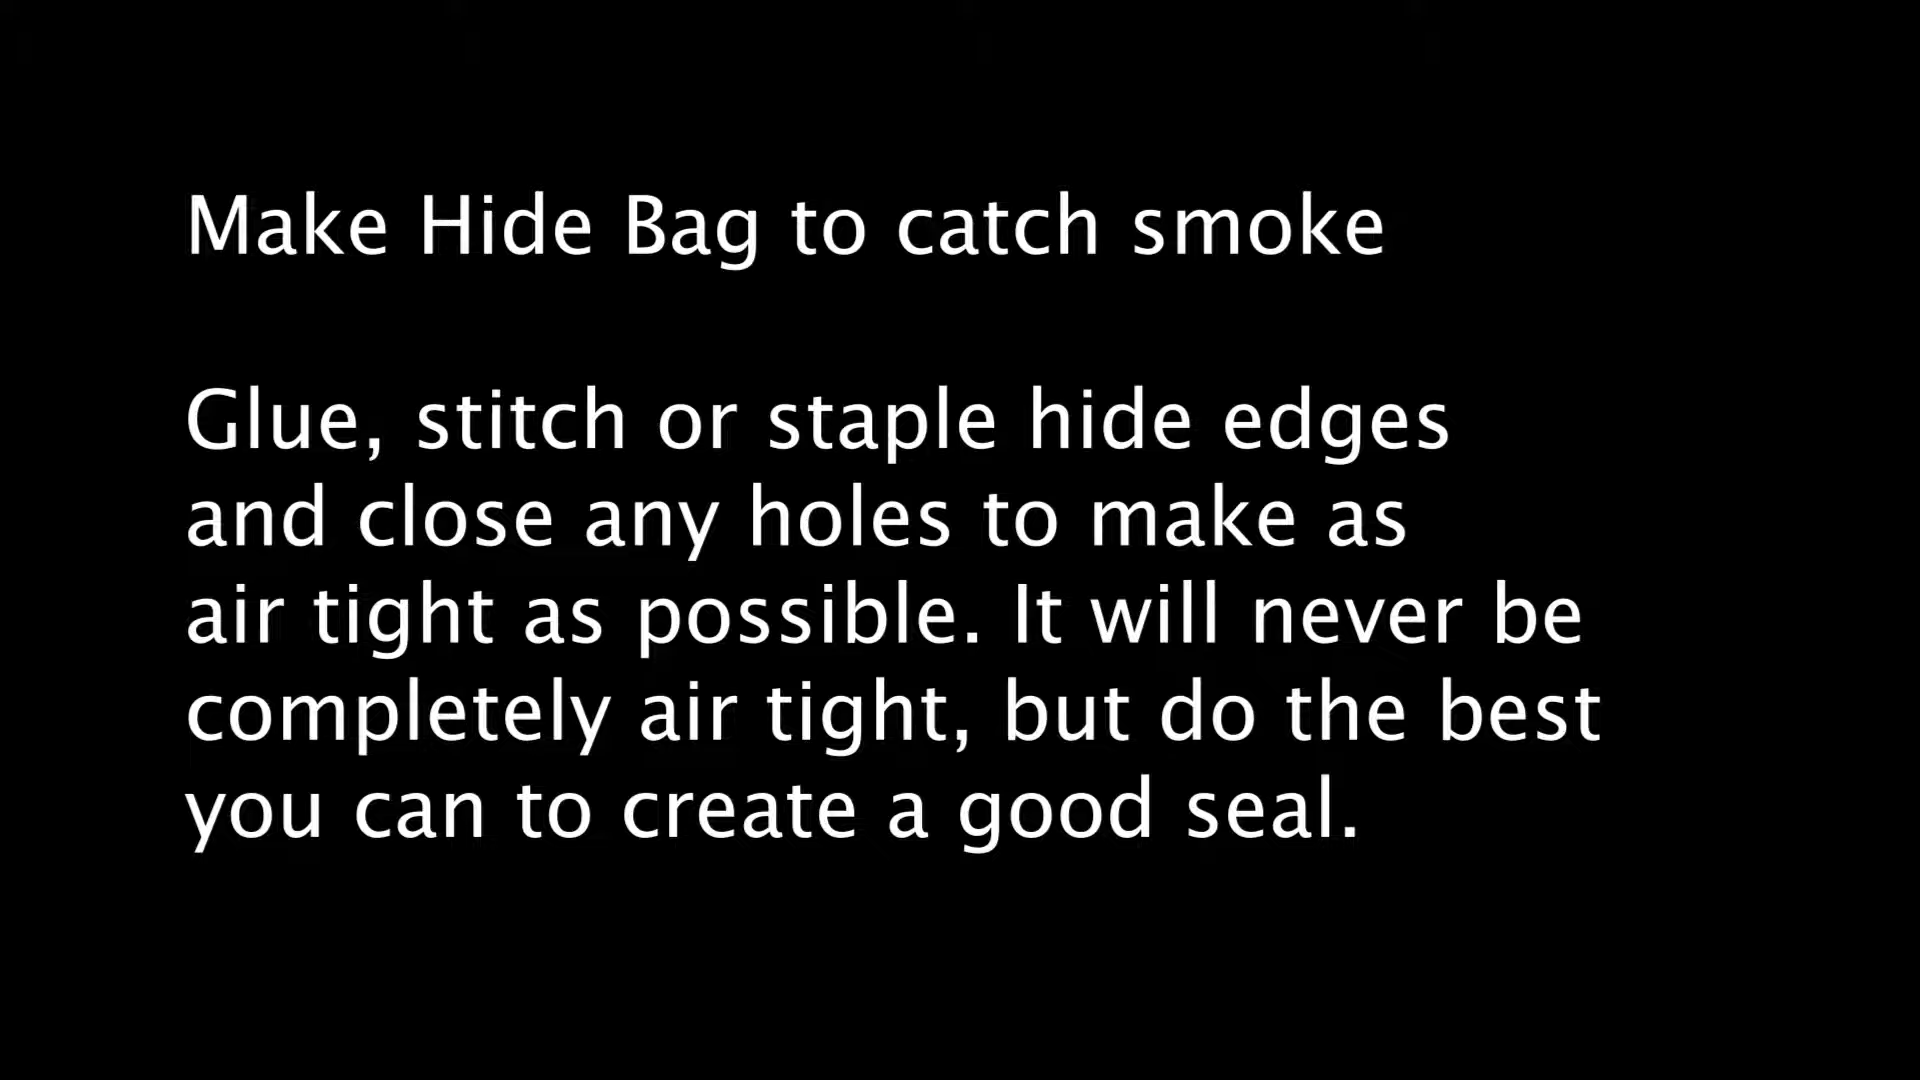 Make Hide Bag to catch smoke
Glue, stitch or staple hide edges
and close any holes to make as
air tight as possible. It will never be
completely air tight, but do the best
you can to create a good seal.